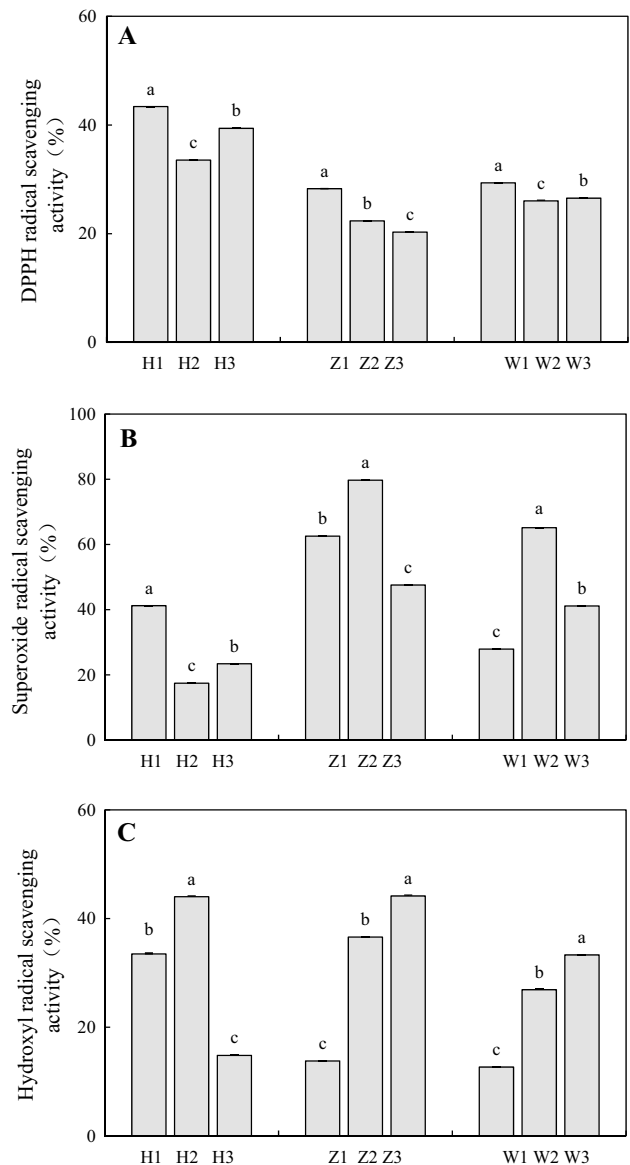 60
A
a
b
c
40
a
a
b
c
b
c
20
0
DPPH radical scavenging
activity（%）
H1 H2 H3 Z1 Z2 Z3 W1 W2 W3
100
B
a
80
b
a
60
c
a
b
40
c
b
c
20
0
Superoxide radical scavenging
activity（%）
H1 H2 H3 Z1 Z2 Z3 W1 W2 W3
60
C
a
a
b
b
a
40
b
c
c
c
20
0
Hydroxyl radical scavenging
activity（%）
H1 H2 H3 Z1 Z2 Z3 W1 W2 W3